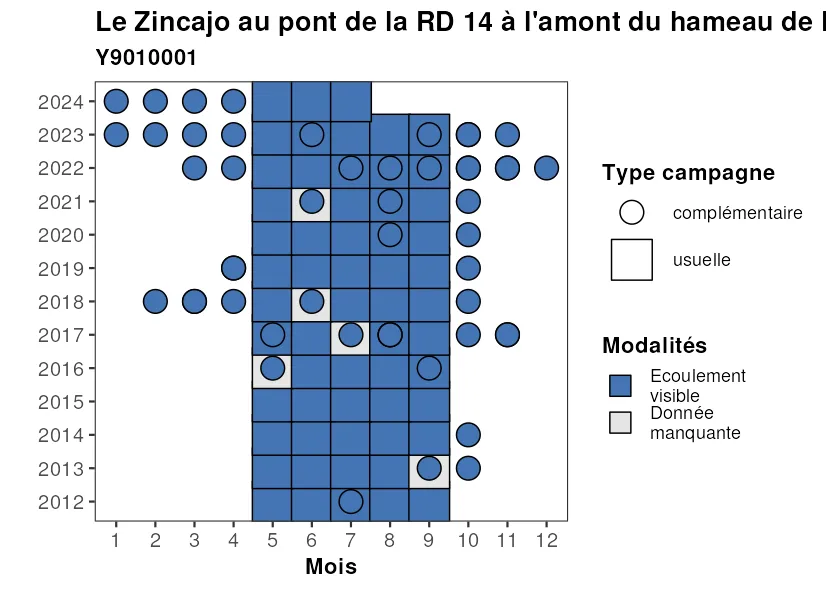 Le Zincajo au pont de la RD 14 à l'amont du hameau de
Y9010001
2024
2023
2022
2021
2020
2019
2018
2017
2016
2015
2014
2013
2012
1 2 3 4 5 6 7 8 9 10 11 12
Mois
Type campagne
complémentaire
usuelle
Modalités
Ecoulement
visible
Donnée
manquante